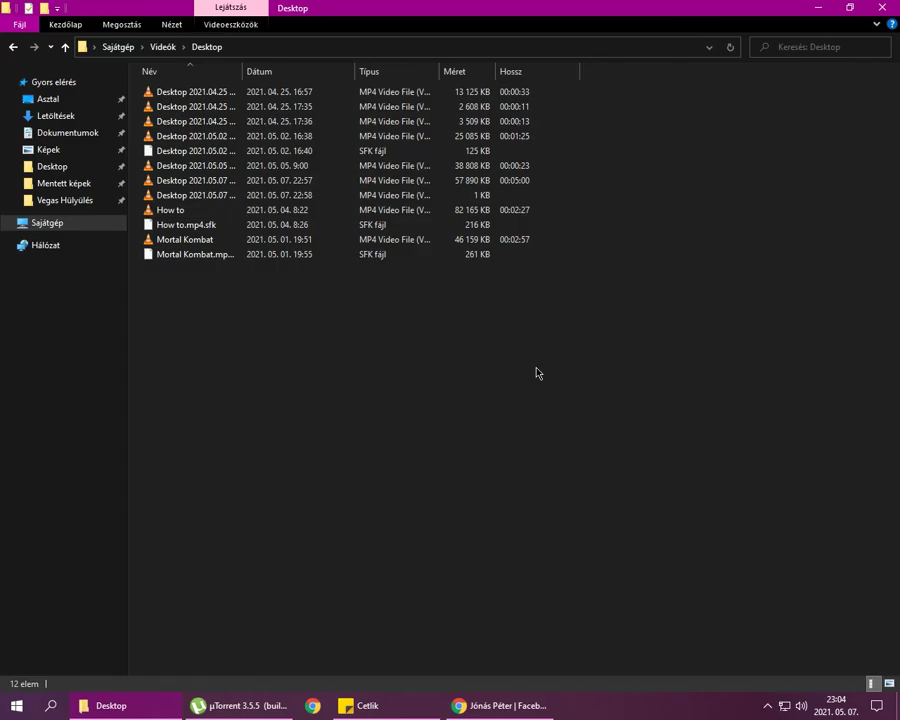 Lejátszás
Desktop
Fájl Kezdőlap Megosztás Nézet Videoeszközök
Sajátgép Videók Desktop
Keresés: Desktop
Név Dátum Típus Méret Hossz
Gyors elérés
Asztal
Letöltések
Dokumentumok
Képek
Desktop
Mentett képek
Vegas Hülyülés
Sajátgép
Hálózat
Desktop 2021.04.25 ... 2021. 04. 25. 16:57 MP4 Video File (V... 13 125 KB 00:00:33
Desktop 2021.04.25 ... 2021. 04. 25. 17:35 MP4 Video File (V... 2 608 KB 00:00:11
Desktop 2021.04.25 ... 2021. 04. 25. 17:36 MP4 Video File (V... 3 509 KB 00:00:13
Desktop 2021.05.02 ... 2021. 05. 02. 16:38 MP4 Video File (V... 25 085 KB 00:01:25
Desktop 2021.05.02 ... 2021. 05. 02. 16:40 SFK fájl 125 KB
Desktop 2021.05.05 ... 2021. 05. 05. 9:00 MP4 Video File (V... 38 808 KB 00:00:23
Desktop 2021.05.07 ... 2021. 05. 07. 22:57 MP4 Video File (V... 57 890 KB 00:05:00
Desktop 2021.05.07 ... 2021. 05. 07. 22:58 MP4 Video File (V... 1 KB
How to 2021. 05. 04. 8:22 MP4 Video File (V... 82 165 KB 00:02:27
How to.mp4.sfk 2021. 05. 04. 8:26 SFK fájl 216 KB
Mortal Kombat 2021. 05. 01. 19:51 MP4 Video File (V... 46 159 KB 00:02:57
Mortal Kombat.mp... 2021. 05. 01. 19:55 SFK fájl 261 KB
12 elem
Desktop µTorrent 3.5.5 (buil... Cetlik Jónás Péter | Faceb...
23:04
2021. 05. 07.